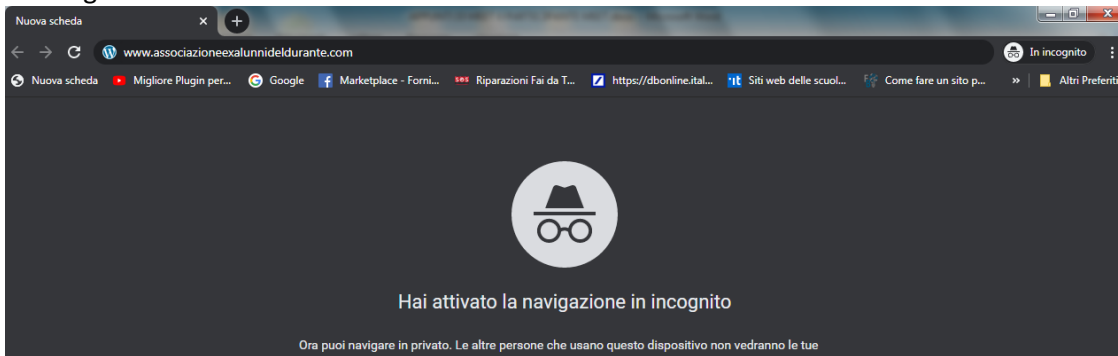 Nuova scheda
www.associazioneexalunnideldurante.com
In incognito
Nuova scheda Migliore Plugin per... Google Marketplace - Forni... sos Riparazioni Fai da T... https://dbonline.ital... Siti web delle scuol... Come fare un sito p... » Altri Preferiti
Hai attivato la navigazione in incognito
Ora puoi navigare in privato. Le altre persone che usano questo dispositivo non vedranno le tue